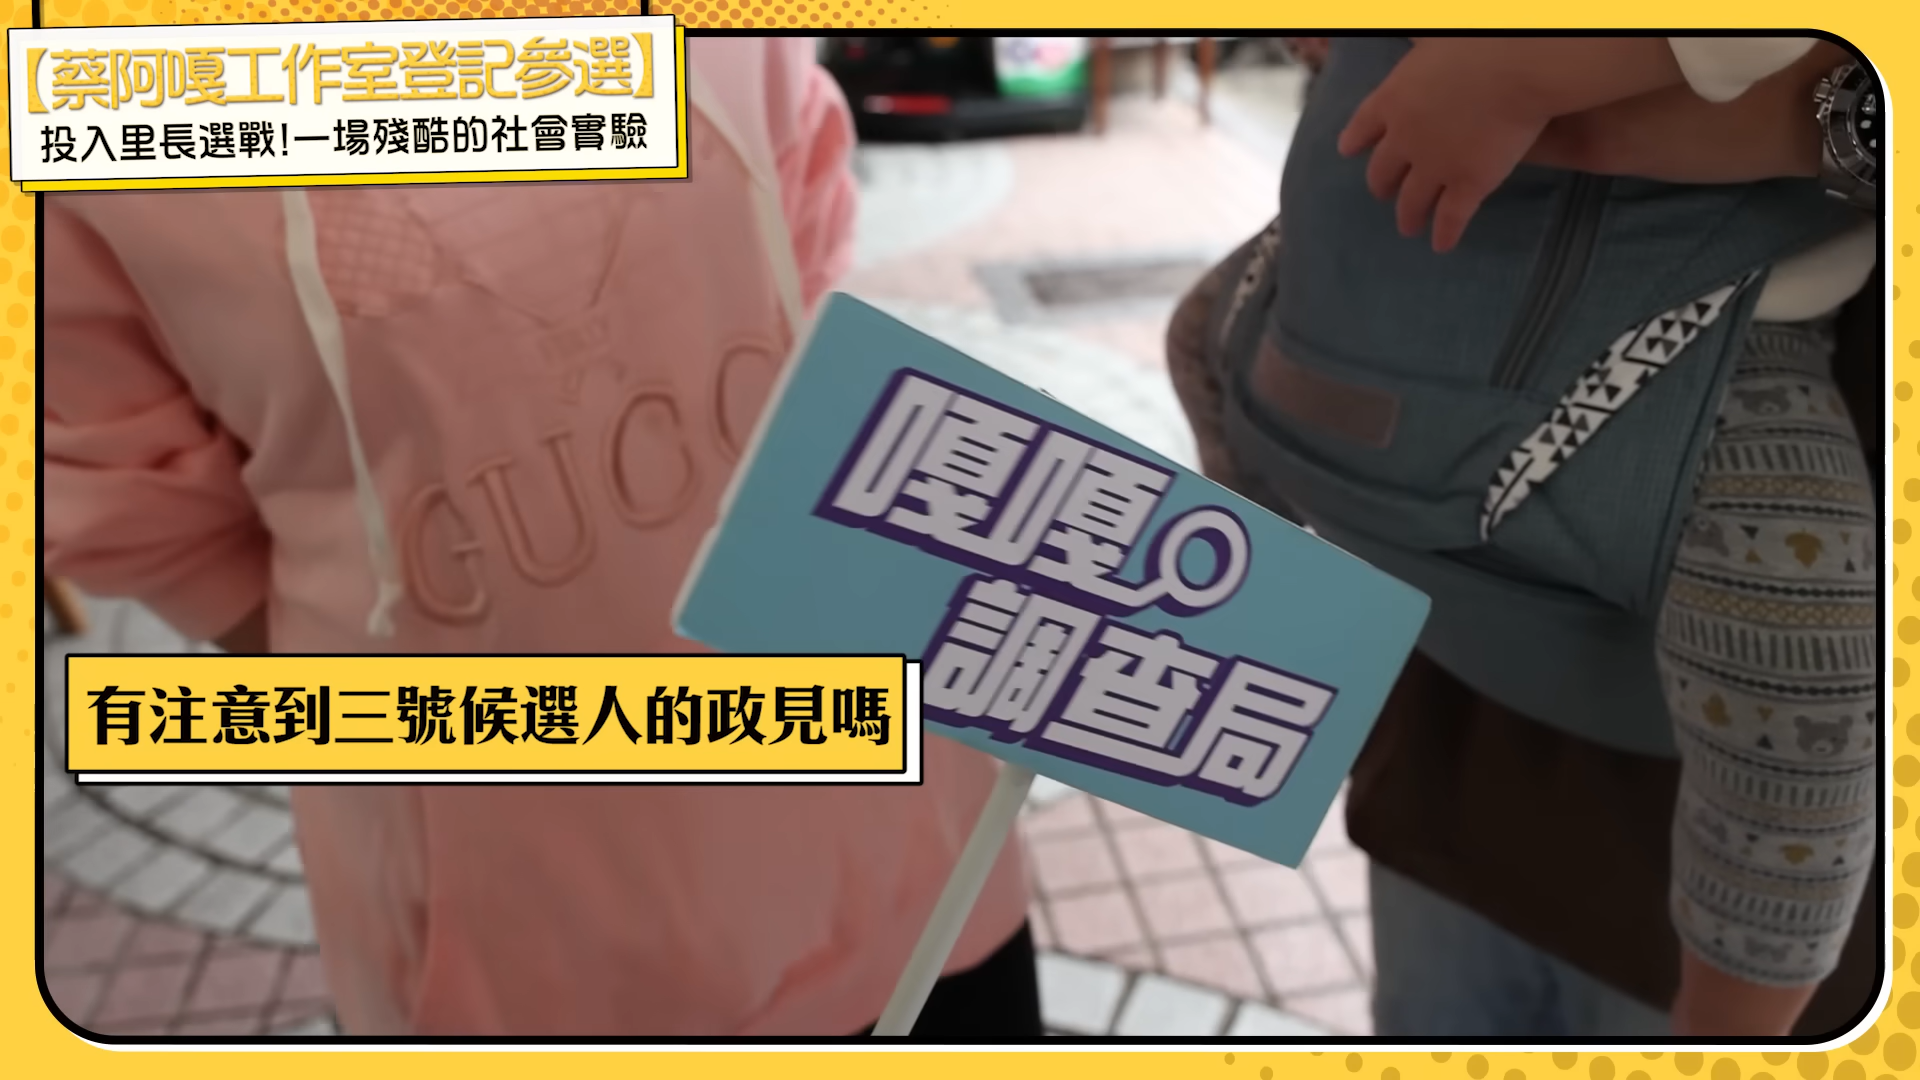 【蔡阿嘎工作室登記參選】
投入里長選戰!一場殘酷的社會實驗
GUCC
嘎嘎
調查局
有注意到三號候選人的政見嗎